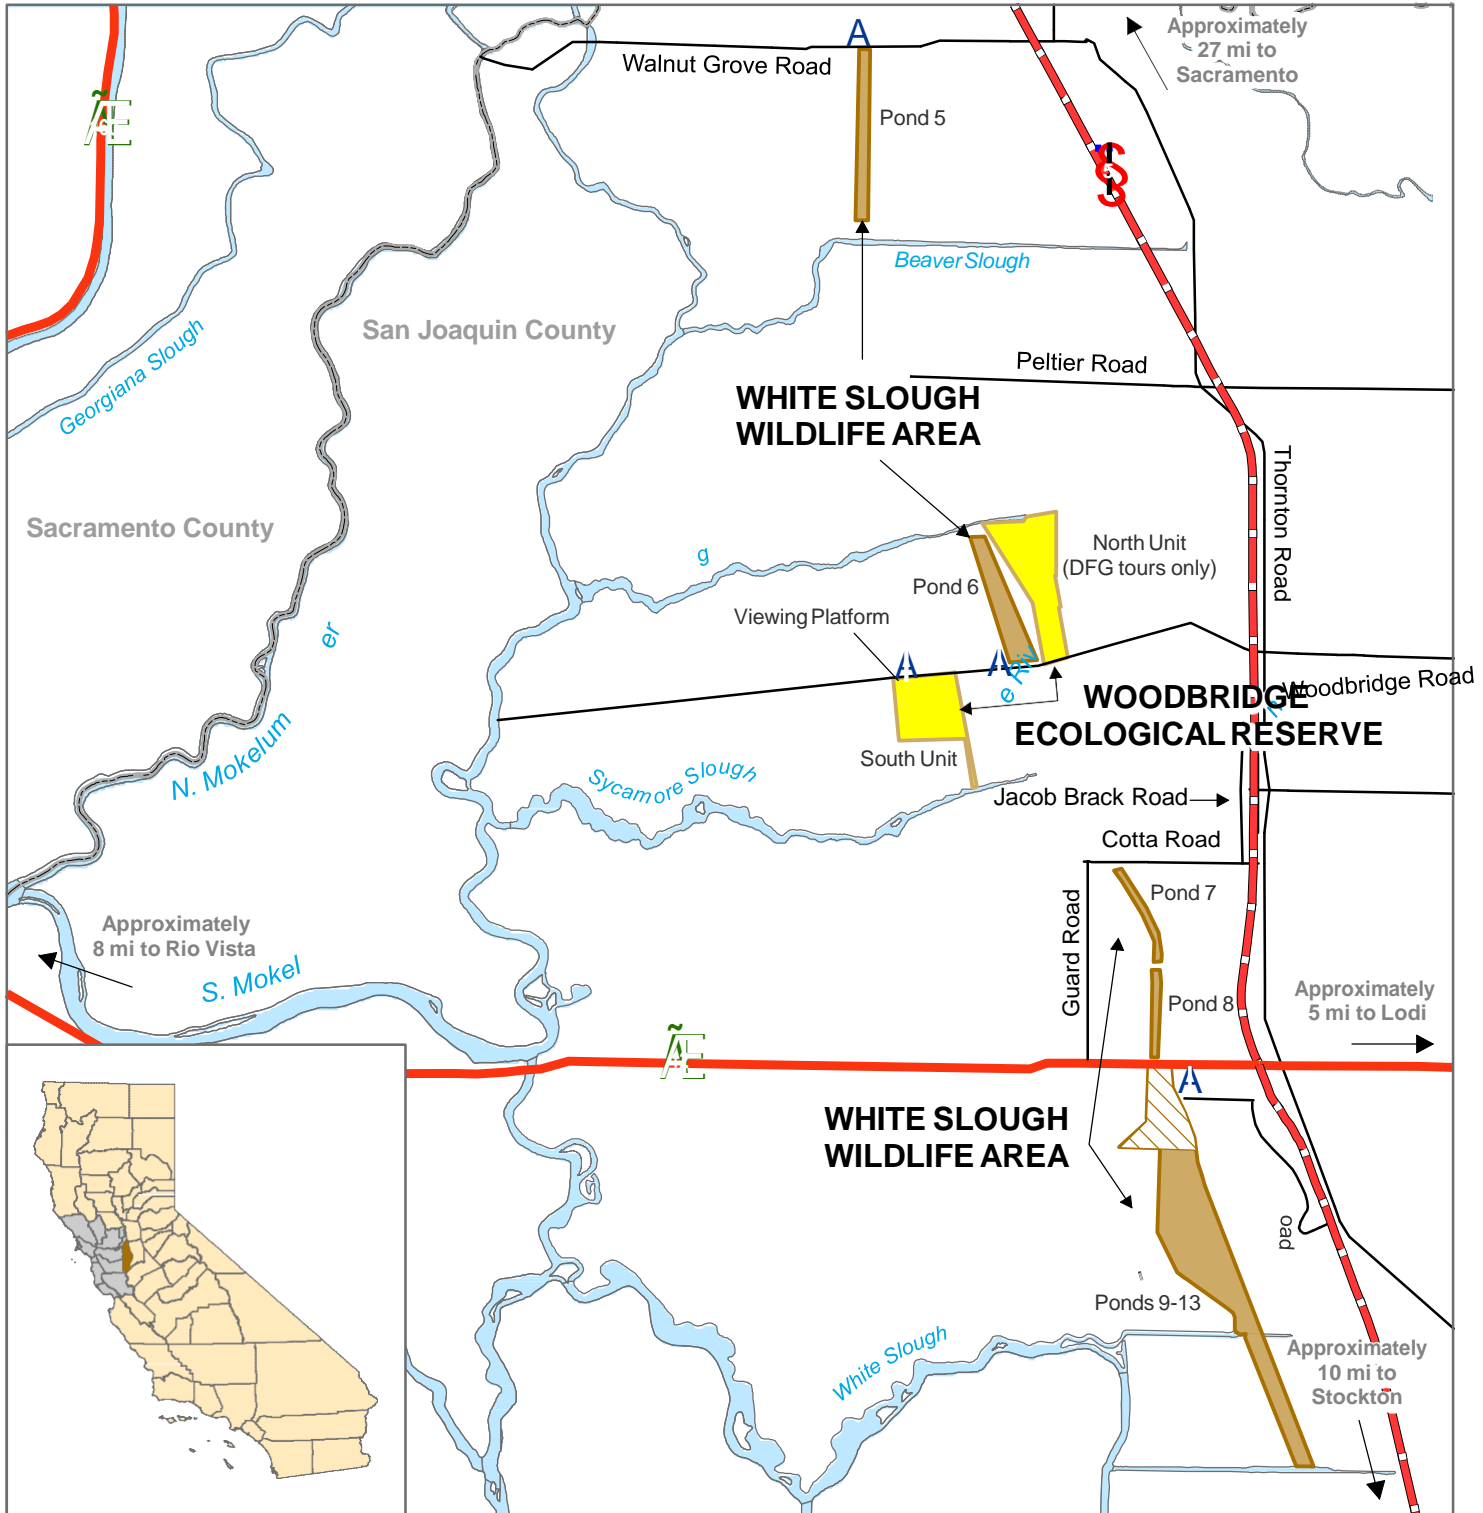 Approximately
27 mi to
Sacramento
A
Walnut Grove Road
Pond 5
Beaver Slough
San Joaquin County
Georgiana Slough
Peltier Road
WHITE SLOUGH
WILDLIFE AREA
Thornton Road
Sacramento County
g
North Unit
(DFG tours only)
Pond 6
Viewing Platform
er
A
A
e Riv
Woodbridge Road
WOODBRIDGE
ECOLOGICAL RESERVE
South Unit
N. Mokelum
Sycamore Slough
Jacob Brack Road
Cotta Road
Pond 7
Guard Road
Approximately
8 mi to Rio Vista
S. Mokel
Pond 8
Approximately
5 mi to Lodi
Æ
A
WHITE SLOUGH
WILDLIFE AREA
oad
Ponds 9-13
White Slough
Approximately
10 mi to
Stockton